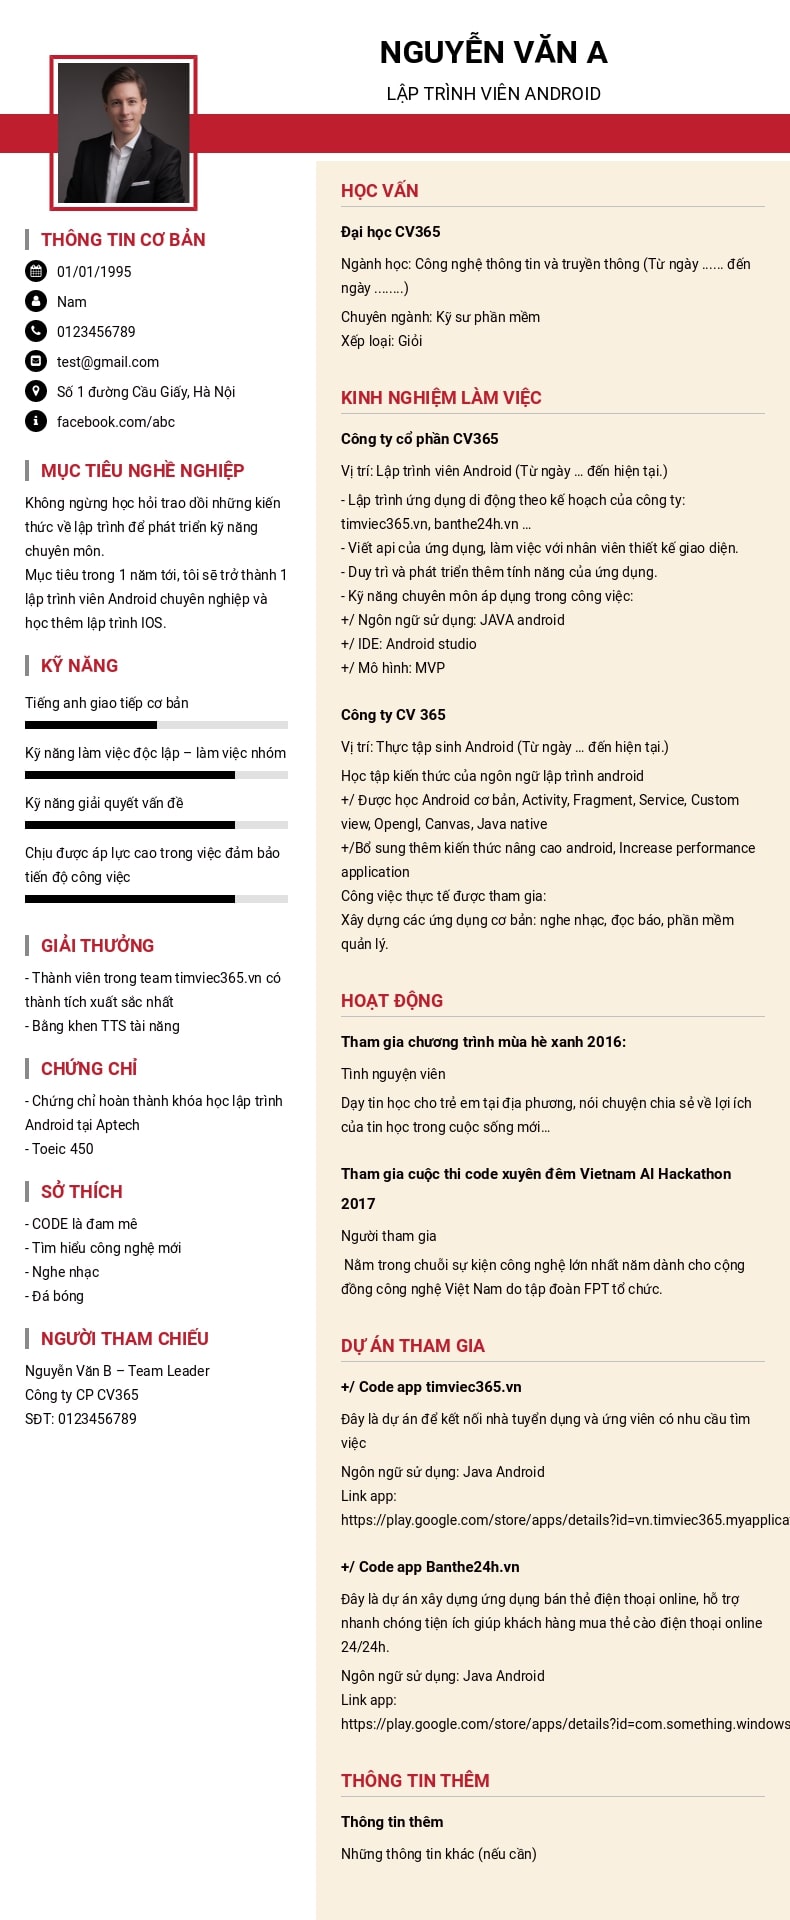 NGUYỄN VĂN A
LẬP TRÌNH VIÊN ANDROID
THÔNG TIN CƠ BẢN
01/01/1995
Nam
0123456789
test@gmail.com
Số 1 đường Cầu Giấy, Hà Nội
facebook.com/abc
MỤC TIÊU NGHỀ NGHIỆP
Không ngừng học hỏi trao dồi những kiến
thức về lập trình để phát triển kỹ năng
chuyên môn.
Mục tiêu trong 1 năm tới, tôi sẽ trở thành 1
lập trình viên Android chuyên nghiệp và
học thêm lập trình IOS.
KỸ NĂNG
Tiếng anh giao tiếp cơ bản
Kỹ năng làm việc độc lập – làm việc nhóm
Kỹ năng giải quyết vấn đề
Chịu được áp lực cao trong việc đảm bảo
tiến độ công việc
GIẢI THƯỞNG
- Thành viên trong team timviec365.vn có
thành tích xuất sắc nhất
- Bằng khen TTS tài năng
CHỨNG CHỈ
- Chứng chỉ hoàn thành khóa học lập trình
Android tại Aptech
- Toeic 450
SỞ THÍCH
- CODE là đam mê
- Tìm hiểu công nghệ mới
- Nghe nhạc
- Đá bóng
NGƯỜI THAM CHIẾU
Nguyễn Văn B – Team Leader
Công ty CP CV365
SĐT: 0123456789
HỌC VẤN
Đại học CV365
Ngành học: Công nghệ thông tin và truyền thông (Từ ngày ...... đến
ngày ........)
Chuyên ngành: Kỹ sư phần mềm
Xếp loại: Giỏi
KINH NGHIỆM LÀM VIỆC
Công ty cổ phần CV365
Vị trí: Lập trình viên Android (Từ ngày ... đến hiện tại.)
- Lập trình ứng dụng di động theo kế hoạch của công ty:
timviec365.vn, banthe24h.vn ...
- Viết api của ứng dụng, làm việc với nhân viên thiết kế giao diện.
- Duy trì và phát triển thêm tính năng của ứng dụng.
- Kỹ năng chuyên môn áp dụng trong công việc:
+/ Ngôn ngữ sử dụng: JAVA android
+/ IDE: Android studio
+/ Mô hình: MVP
Công ty CV 365
Vị trí: Thực tập sinh Android (Từ ngày ... đến hiện tại.)
Học tập kiến thức của ngôn ngữ lập trình android
+/ Được học Android cơ bản, Activity, Fragment, Service, Custom
view, Opengl, Canvas, Java native
+/Bổ sung thêm kiến thức nâng cao android, Increase performance
application
Công việc thực tế được tham gia:
Xây dựng các ứng dụng cơ bản: nghe nhạc, đọc báo, phần mềm
quản lý.
HOẠT ĐỘNG
Tham gia chương trình mùa hè xanh 2016:
Tình nguyện viên
Dạy tin học cho trẻ em tại địa phương, nói chuyện chia sẻ về lợi ích
của tin học trong cuộc sống mới...
Tham gia cuộc thi code xuyên đêm Vietnam AI Hackathon
2017
Người tham gia
Nằm trong chuỗi sự kiện công nghệ lớn nhất năm dành cho cộng
đồng công nghệ Việt Nam do tập đoàn FPT tổ chức.
DỰ ÁN THAM GIA
+/ Code app timviec365.vn
Đây là dự án để kết nối nhà tuyển dụng và ứng viên có nhu cầu tìm
việc
Ngôn ngữ sử dụng: Java Android
Link app:
https://play.google.com/store/apps/details?id=vn.timviec365.myapplica
+/ Code app Banthe24h.vn
Đây là dự án xây dựng ứng dụng bán thẻ điện thoại online, hỗ trợ
nhanh chóng tiện ích giúp khách hàng mua thẻ cào điện thoại online
24/24h.
Ngôn ngữ sử dụng: Java Android
Link app:
https://play.google.com/store/apps/details?id=com.something.windows
THÔNG TIN THÊM
Thông tin thêm
Những thông tin khác (nếu cần)